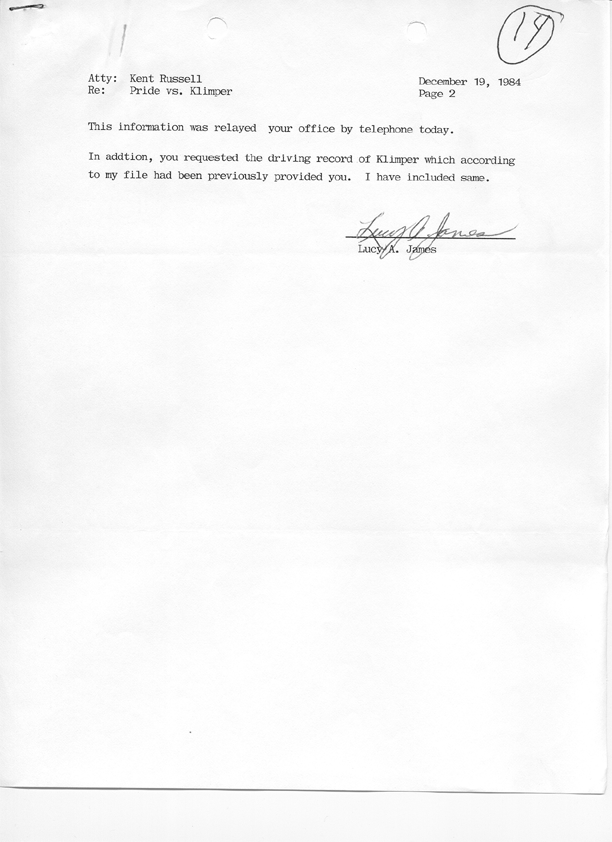 14
Atty: Kent Russell December 19, 1984
Re: Pride vs. Klimper Page 2
This information was relayed your office by telephone today.
In addtion, you requested the driving record of Klimper which according
to my file had been previously provided you. I have included same.
Lucy A James
Lucy A. James